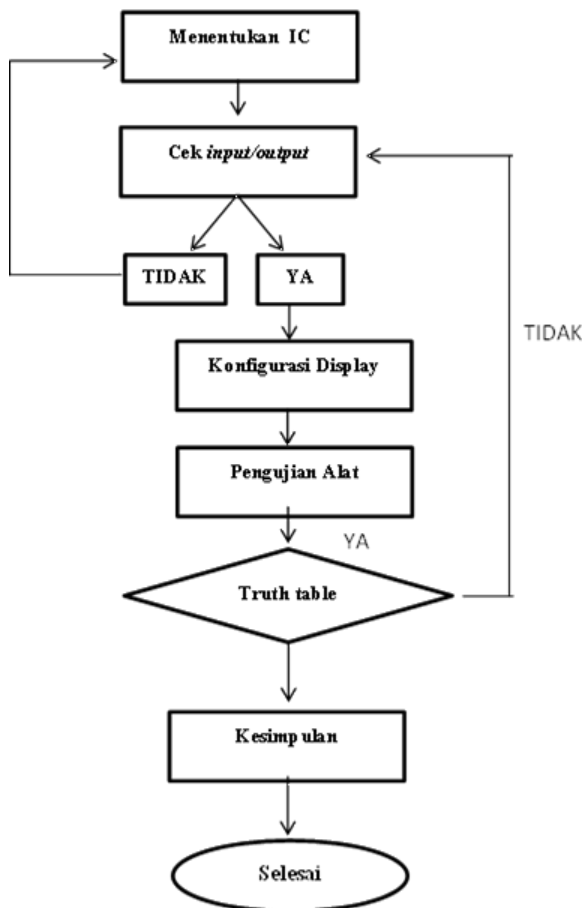 Menentukan IC
Cek input/output
TIDAK
YA
TIDAK
Konfigurasi Display
Pengujian Alat
YA
Truth table
Kesimpulan
Selesai